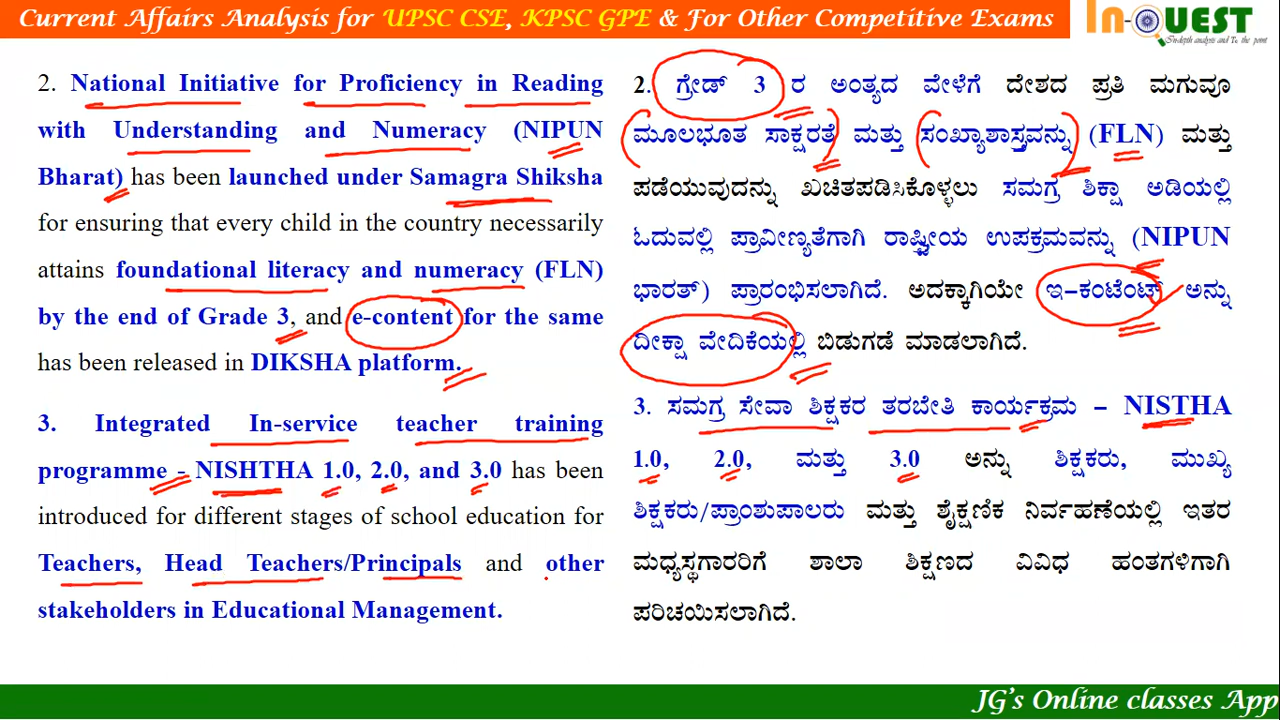 Current Affairs Analysis for UPSC CSE, KPSC GPE & For Other Competitive Exams
In-QUEST
In-depth analysis and To the point
2. National Initiative for Proficiency in Reading
with Understanding and Numeracy (NIPUN
Bharat) has been launched under Samagra Shiksha
for ensuring that every child in the country necessarily
attains foundational literacy and numeracy (FLN)
by the end of Grade 3, and e-content for the same
has been released in DIKSHA platform.
3. Integrated In-service teacher training
programme - NISHTHA 1.0, 2.0, and 3.0 has been
introduced for different stages of school education for
Teachers, Head Teachers/Principals and other
stakeholders in Educational Management.
2. ಗ್ರೇಡ್ 3 ರ ಅಂತ್ಯದ ವೇಳೆಗೆ ದೇಶದ ಪ್ರತಿ ಮಗುವೂ
ಮೂಲಭೂತ ಸಾಕ್ಷರತೆ ಮತ್ತು ಸಂಖ್ಯಾಶಾಸ್ತ್ರವನ್ನು (FLN) ಮತ್ತು
ಪಡೆಯುವುದನ್ನು ಖಚಿತಪಡಿಸಿಕೊಳ್ಳಲು ಸಮಗ್ರ ಶಿಕ್ಷಾ ಅಡಿಯಲ್ಲಿ
ಓದುವಲ್ಲಿ ಪ್ರಾವೀಣ್ಯತೆಗಾಗಿ ರಾಷ್ಟ್ರೀಯ ಉಪಕ್ರಮವನ್ನು (NIPUN
ಭಾರತ್) ಪ್ರಾರಂಭಿಸಲಾಗಿದೆ. ಅದಕ್ಕಾಗಿಯೇ ಇ-ಕಂಟೆಂಟ್ ಅನ್ನು
ದೀಕ್ಷಾ ವೇದಿಕೆಯಲ್ಲಿ ಬಿಡುಗಡೆ ಮಾಡಲಾಗಿದೆ.
3. ಸಮಗ್ರ ಸೇವಾ ಶಿಕ್ಷಕರ ತರಬೇತಿ ಕಾರ್ಯಕ್ರಮ – NISTHA
1.0, 2.0, ಮತ್ತು 3.0 ಅನ್ನು ಶಿಕ್ಷಕರು, ಮುಖ್ಯ
ಶಿಕ್ಷಕರು/ಪ್ರಾಂಶುಪಾಲರು ಮತ್ತು ಶೈಕ್ಷಣಿಕ ನಿರ್ವಹಣೆಯಲ್ಲಿ ಇತರ
ಮಧ್ಯಸ್ಥಗಾರರಿಗೆ ಶಾಲಾ ಶಿಕ್ಷಣದ ವಿವಿಧ ಹಂತಗಳಿಗಾಗಿ
ಪರಿಚಯಿಸಲಾಗಿದೆ.
JG's Online classes App